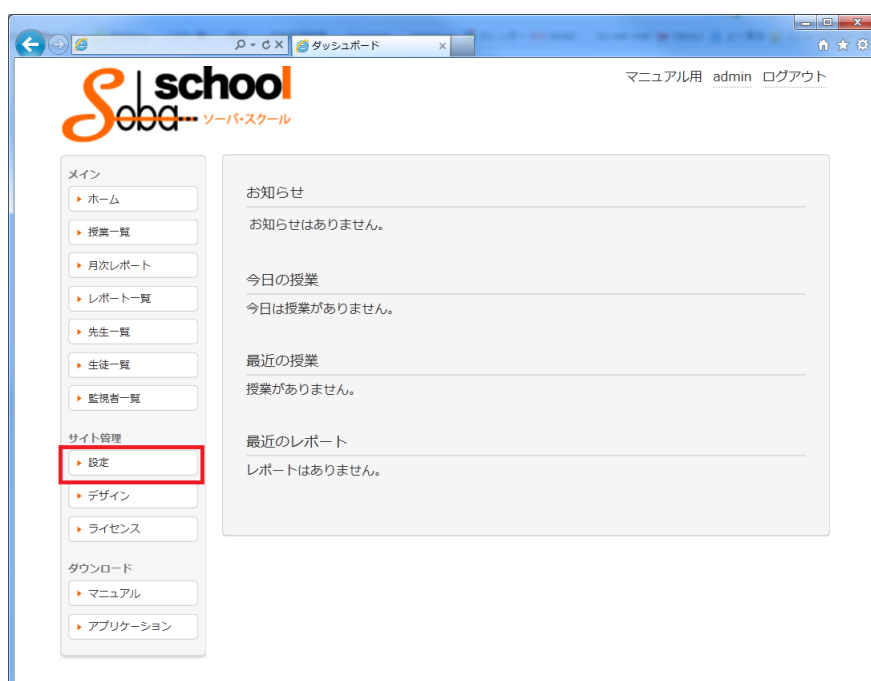 ダッシュボード
school
Soba
ソーバ・スクール
マニュアル用 admin ログアウト
メイン
ホーム
授業一覧
月次レポート
レポート一覧
先生一覧
生徒一覧
監視者一覧
サイト管理
設定
デザイン
ライセンス
ダウンロード
マニュアル
アプリケーション
お知らせ
お知らせはありません。
今日の授業
今日は授業がありません。
最近の授業
授業がありません。
最近のレポート
レポートはありません。